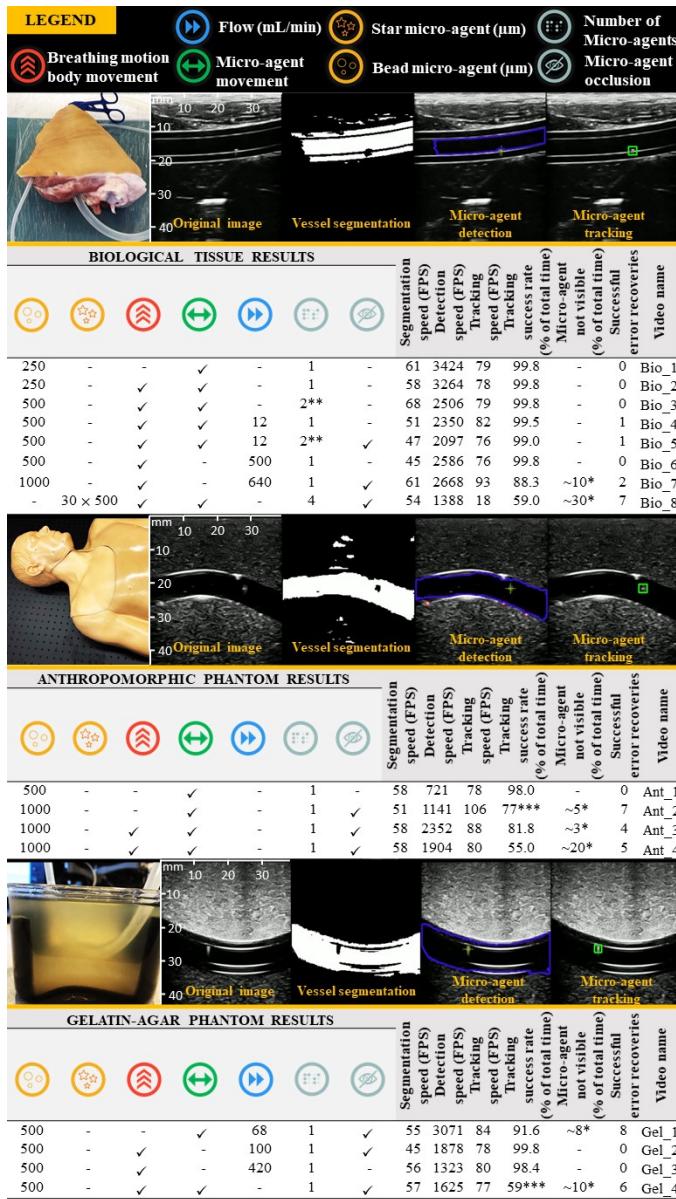 LEGEND
Flow (mL/min)
Star micro-agent (µm)
Number of
Micro-agents
Breathing motion
body movement
Micro-agent
movement
Bead micro-agent (µm)
Micro-agent
occlusion
mm 10 20 30
10
20
30
40
Original image
Vessel segmentation
Micro-agent
detection
Micro-agent
tracking
BIOLOGICAL TISSUE RESULTS
Segmentation
speed (FPS)
Detection
speed (FPS)
Tracking
speed (FPS)
Tracking
success rate
(% of total time)
Micro-agent
not visible
(% of total time)
Successful
error recoveries
Video name
250 - - ✓ - 1 - 61 3424 79 99.8 - 0 Bio_1
250 - ✓ ✓ - 1 - 58 3264 78 99.8 - 0 Bio_2
500 - ✓ ✓ - 2** - 68 2506 79 99.8 - 0 Bio_3
500 - ✓ ✓ 12 1 - 51 2350 82 99.5 - 1 Bio_4
500 - ✓ ✓ 12 2** ✓ 47 2097 76 99.0 - 1 Bio_5
500 - ✓ - 500 1 - 45 2586 76 99.8 - 0 Bio_6
1000 - ✓ - 640 1 ✓ 61 2668 93 88.3 ~10* 2 Bio_7
- 30 × 500 ✓ ✓ - 4 ✓ 54 1388 18 59.0 ~30* 7 Bio_8
mm 10 20 30
10
20
30
40
Original image
Vessel segmentation
Micro-agent
detection
Micro-agent
tracking
ANTHROPOMORPHIC PHANTOM RESULTS
Segmentation
speed (FPS)
Detection
speed (FPS)
Tracking
speed (FPS)
Tracking
success rate
(% of total time)
Micro-agent
not visible
(% of total time)
Successful
error recoveries
Video name
500 - - ✓ - 1 - 58 721 78 98.0 - 0 Ant_1
1000 - - ✓ - 1 ✓ 51 1141 106 77*** ~5* 7 Ant_2
1000 - ✓ ✓ - 1 ✓ 58 2352 88 81.8 ~3* 4 Ant_3
1000 - ✓ ✓ - 1 ✓ 58 1904 80 55.0 ~20* 5 Ant_4
mm 10 20 30
10
20
30
40
Original image
Vessel segmentation
Micro-agent
detection
Micro-agent
tracking
GELATIN-AGAR PHANTOM RESULTS
Segmentation
speed (FPS)
Detection
speed (FPS)
Tracking
speed (FPS)
Tracking
success rate
(% of total time)
Micro-agent
not visible
(% of total time)
Successful
error recoveries
Video name
500 - - ✓ 68 1 ✓ 55 3071 84 91.6 ~8* 8 Gel_1
500 - ✓ - 100 1 ✓ 45 1878 78 99.8 - 0 Gel_2
500 - ✓ - 420 1 - 56 1323 80 98.4 - 0 Gel_3
500 - ✓ ✓ - 1 ✓ 57 1625 77 59*** ~10* 6 Gel_4